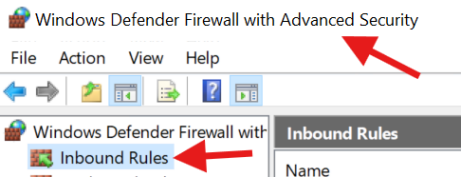 Windows Defender Firewall with Advanced Security
File Action View Help
Windows Defender Firewall with
Inbound Rules
Inbound Rules
Name